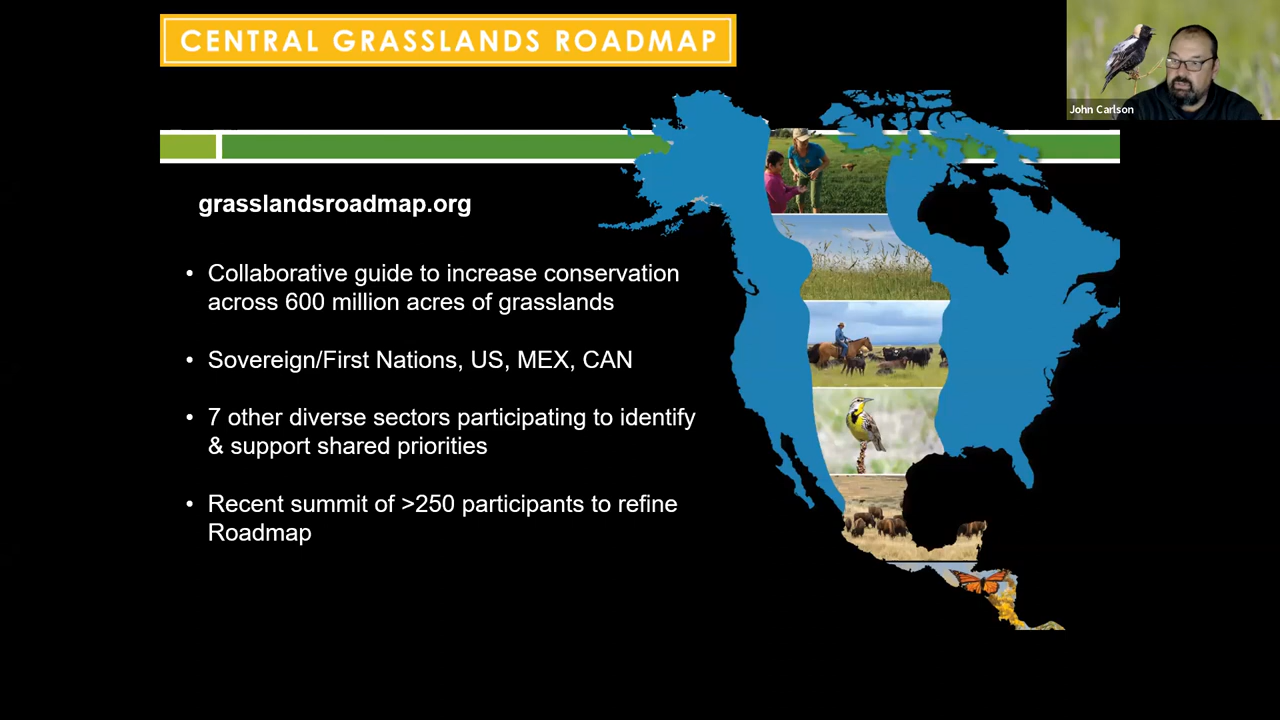 CENTRAL GRASSLANDS ROADMAP
John Carlson
grasslandsroadmap.org
• Collaborative guide to increase conservation
across 600 million acres of grasslands
• Sovereign/First Nations, US, MEX, CAN
• 7 other diverse sectors participating to identify
& support shared priorities
• Recent summit of >250 participants to refine
Roadmap